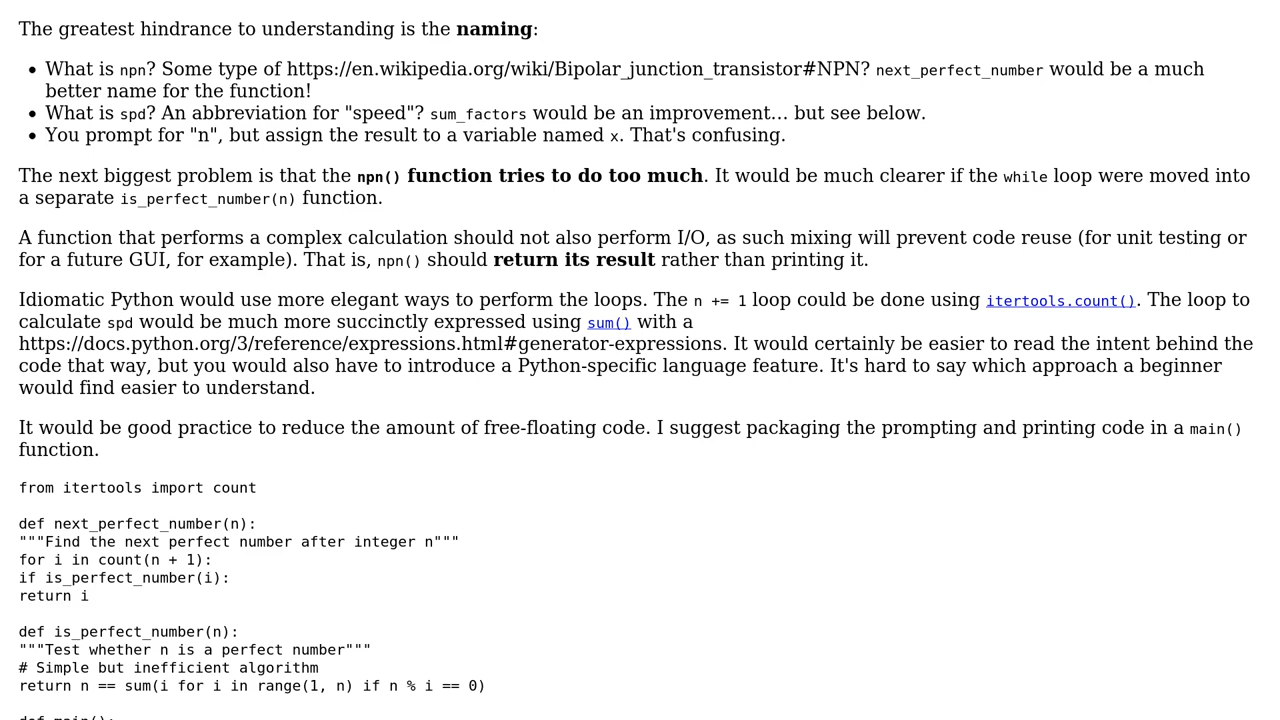 The greatest hindrance to understanding is the naming:
What is npn? Some type of https://en.wikipedia.org/wiki/Bipolar_junction_transistor#NPN? next_perfect_number would be a much
better name for the function!
What is spd? An abbreviation for "speed"? sum_factors would be an improvement... but see below.
You prompt for "n", but assign the result to a variable named x. That's confusing.
The next biggest problem is that the npn() function tries to do too much. It would be much clearer if the while loop were moved into
a separate is_perfect_number(n) function.
A function that performs a complex calculation should not also perform I/O, as such mixing will prevent code reuse (for unit testing or
for a future GUI, for example). That is, npn() should return its result rather than printing it.
Idiomatic Python would use more elegant ways to perform the loops. The n += 1 loop could be done using itertools.count(). The loop to
calculate spd would be much more succinctly expressed using sum() with a
https://docs.python.org/3/reference/expressions.html#generator-expressions. It would certainly be easier to read the intent behind the
code that way, but you would also have to introduce a Python-specific language feature. It's hard to say which approach a beginner
would find easier to understand.
It would be good practice to reduce the amount of free-floating code. I suggest packaging the prompting and printing code in a main()
function.
from itertools import count
def next_perfect_number(n):
"""Find the next perfect number after integer n"""
for i in count(n + 1):
if is_perfect_number(i):
return i
def is_perfect_number(n):
"""Test whether n is a perfect number"""
# Simple but inefficient algorithm
return n == sum(i for i in range(1, n) if n % i == 0)
def main():